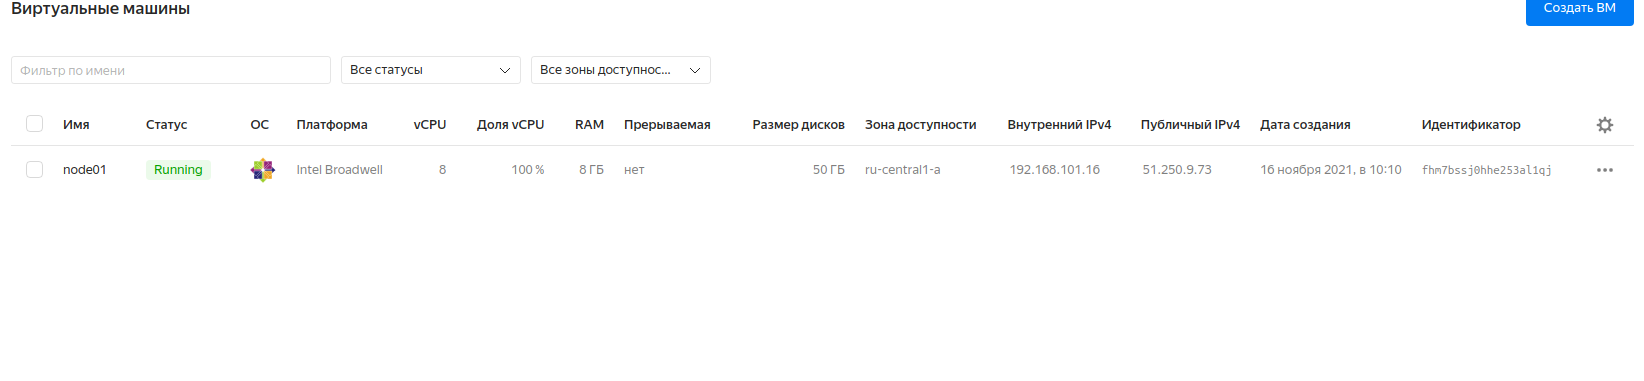 Виртуальные машины
Создать ВМ
Фильтр по имени
Все статусы
Все зоны доступнос...
Имя Статус ОС Платформа vCPU Доля vCPU RAM Прерываемая Размер дисков Зона доступности Внутренний IPv4 Публичный IPv4 Дата создания Идентификатор
node01 Running Intel Broadwell 8 100 % 8 ГБ нет 50 ГБ ru-central1-a 192.168.101.16 51.250.9.73 16 ноября 2021, в 10:10 fhm7bssj0hhe253al1qj